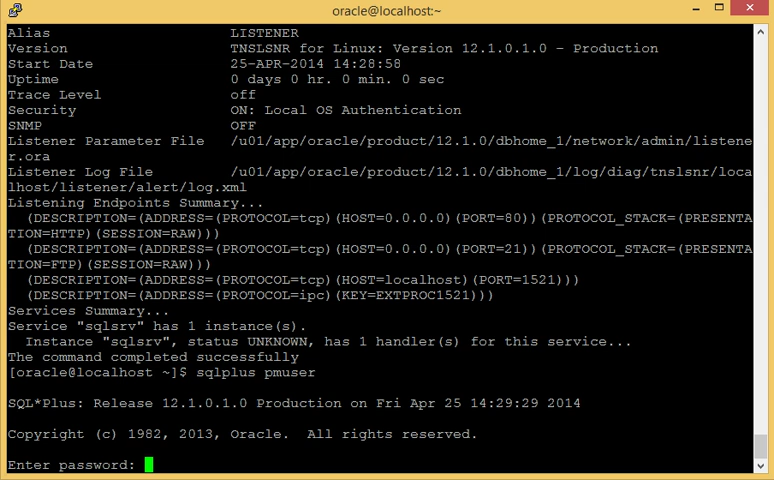 oracle@localhost:~
Alias                     LISTENER
Version                   TNSLSNR for Linux: Version 12.1.0.1.0 - Production
Start Date                25-APR-2014 14:28:58
Uptime                    0 days 0 hr. 0 min. 0 sec
Trace Level               off
Security                  ON: Local OS Authentication
SNMP                      OFF
Listener Parameter File   /u01/app/oracle/product/12.1.0/dbhome_1/network/admin/listene
r.ora
Listener Log File         /u01/app/oracle/product/12.1.0/dbhome_1/log/diag/tnslsnr/loca
lhost/listener/alert/log.xml
Listening Endpoints Summary...
  (DESCRIPTION=(ADDRESS=(PROTOCOL=tcp)(HOST=0.0.0.0)(PORT=80))(PROTOCOL_STACK=(PRESENTA
TION=HTTP)(SESSION=RAW)))
  (DESCRIPTION=(ADDRESS=(PROTOCOL=tcp)(HOST=0.0.0.0)(PORT=21))(PROTOCOL_STACK=(PRESENTA
TION=FTP)(SESSION=RAW)))
  (DESCRIPTION=(ADDRESS=(PROTOCOL=tcp)(HOST=localhost)(PORT=1521)))
  (DESCRIPTION=(ADDRESS=(PROTOCOL=ipc)(KEY=EXTPROC1521)))
Services Summary...
Service "sqlsrv" has 1 instance(s).
  Instance "sqlsrv", status UNKNOWN, has 1 handler(s) for this service...
The command completed successfully
[oracle@localhost ~]$ sqlplus pmuser
SQL*Plus: Release 12.1.0.1.0 Production on Fri Apr 25 14:29:29 2014
Copyright (c) 1982, 2013, Oracle.  All rights reserved.
Enter password: